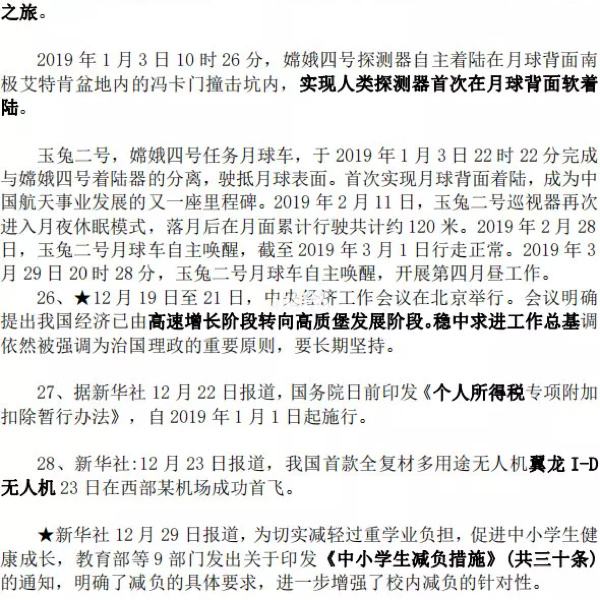 之旅。
2019 年 1 月 3 日 10 时 26 分，嫦娥四号探测器自主着陆在月球背面南
极艾特肯盆地内的冯卡门撞击坑内，实现人类探测器首次在月球背面软着
陆。
玉兔二号，嫦娥四号任务月球车，于 2019 年 1 月 3 日 22 时 22 分完成
与嫦娥四号着陆器的分离，驶抵月球表面。首次实现月球背面着陆，成为中
国航天事业发展的又一座里程碑。2019 年 2 月 11 日，玉兔二号巡视器再次
进入月夜休眠模式，落月后在月面累计行驶共计约 120 米。2019 年 2 月 28
日，玉兔二号月球车自主唤醒，截至 2019 年 3 月 1 日行走正常。2019 年 3
月 29 日 20 时 28 分，玉兔二号月球车自主唤醒，开展第四月昼工作。
26、★12 月 19 日至 21 日，中央经济工作会议在北京举行。会议明确
提出我国经济已由高速增长阶段转向高质堡发展阶段。稳中求进工作总基调
依然被强调为治国理政的重要原则，要长期坚持。
27、据新华社 12 月 22 日报道，国务院日前印发《个人所得税专项附加
扣除暂行办法》，自 2019 年 1 月 1 日起施行。
28、新华社:12 月 23 日报道，我国首款全复材多用途无人机翼龙 I-D
无人机 23 日在西部某机场成功首飞。
★新华社 12 月 29 日报道，为切实减轻过重学业负担，促进中小学生健
康成长，教育部等 9 部门发出关于印发《中小学生减负措施》(共三十条)
的通知，明确了减负的具体要求，进一步增强了校内减负的针对性。